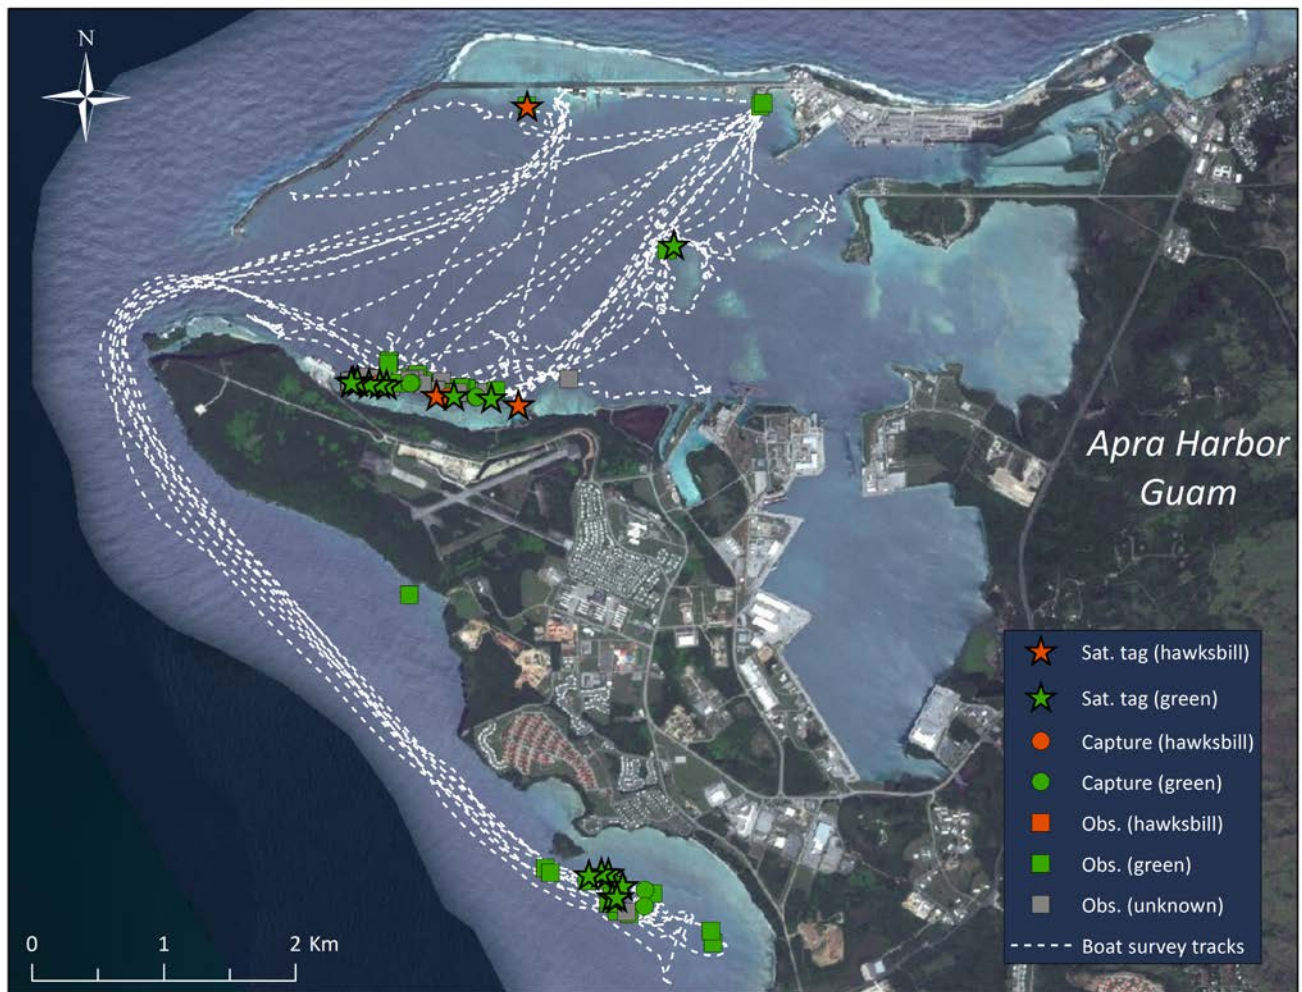 N
Apra Harbor
Guam
Sat. tag (hawksbill)
Sat. tag (green)
Capture (hawksbill)
Capture (green)
Obs. (hawksbill)
Obs. (green)
Obs. (unknown)
Boat survey tracks
0 1 2 Km